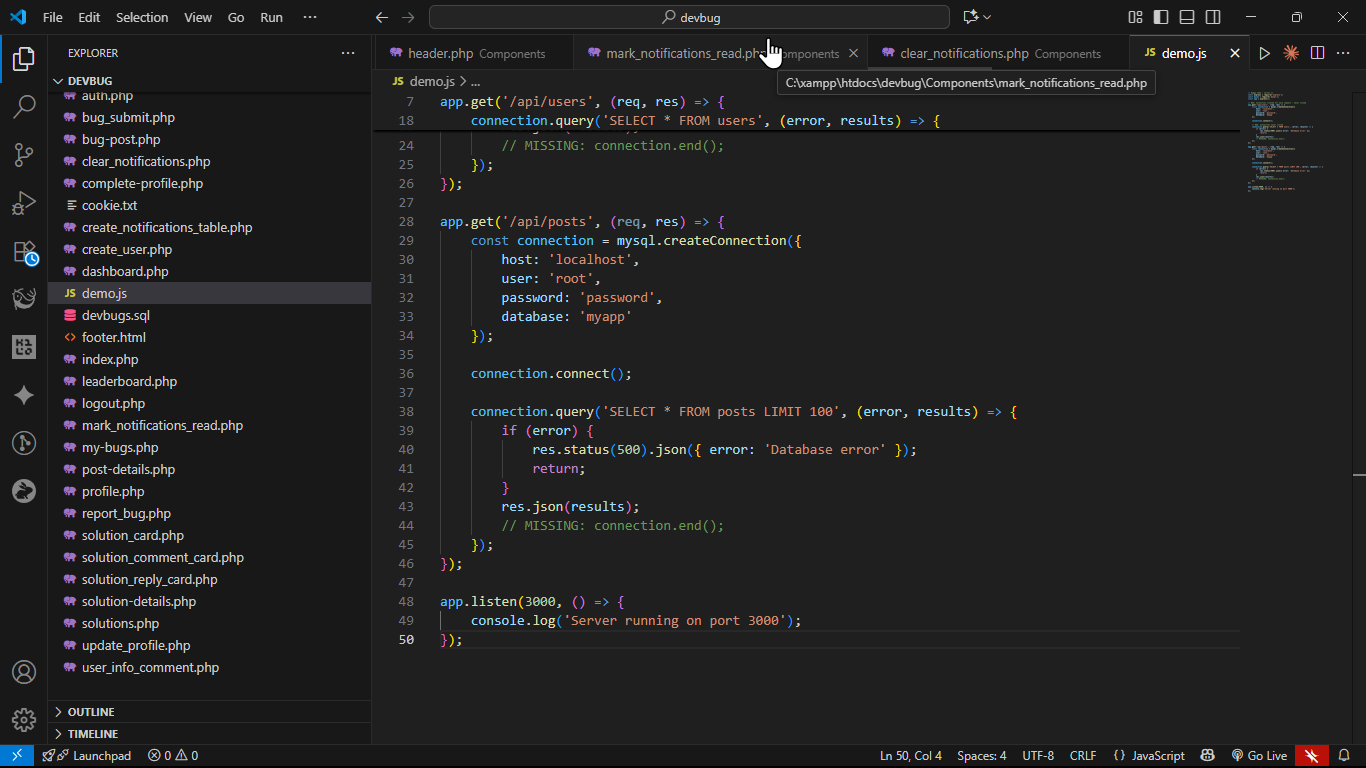 File Edit Selection View Go Run ··· devbug
EXPLORER ···
DEVBUG
auth.php
bug_submit.php
bug-post.php
clear_notifications.php
complete-profile.php
cookie.txt
create_notifications_table.php
create_user.php
dashboard.php
JS demo.js
devbugs.sql
footer.html
index.php
leaderboard.php
logout.php
mark_notifications_read.php
my-bugs.php
post-details.php
profile.php
report_bug.php
solution_card.php
solution_comment_card.php
solution_reply_card.php
solution-details.php
solutions.php
update_profile.php
user_info_comment.php
OUTLINE
TIMELINE
header.php Components mark_notifications_read.php Components clear_notifications.php Components JS demo.js
JS demo.js > ...
C:\xampp\htdocs\devbug\Components\mark_notifications_read.php
7 app.get('/api/users', (req, res) => {
18 connection.query('SELECT * FROM users', (error, results) => {
24 // MISSING: connection.end();
25 });
26 });
27
28 app.get('/api/posts', (req, res) => {
29 const connection = mysql.createConnection({
30 host: 'localhost',
31 user: 'root',
32 password: 'password',
33 database: 'myapp'
34 });
35
36 connection.connect();
37
38 connection.query('SELECT * FROM posts LIMIT 100', (error, results) => {
39 if (error) {
40 res.status(500).json({ error: 'Database error' });
41 return;
42 }
43 res.json(results);
44 // MISSING: connection.end();
45 });
46 });
47
48 app.listen(3000, () => {
49 console.log('Server running on port 3000');
50 });
Launchpad 0 0 Ln 50, Col 4 Spaces: 4 UTF-8 CRLF {} JavaScript Go Live